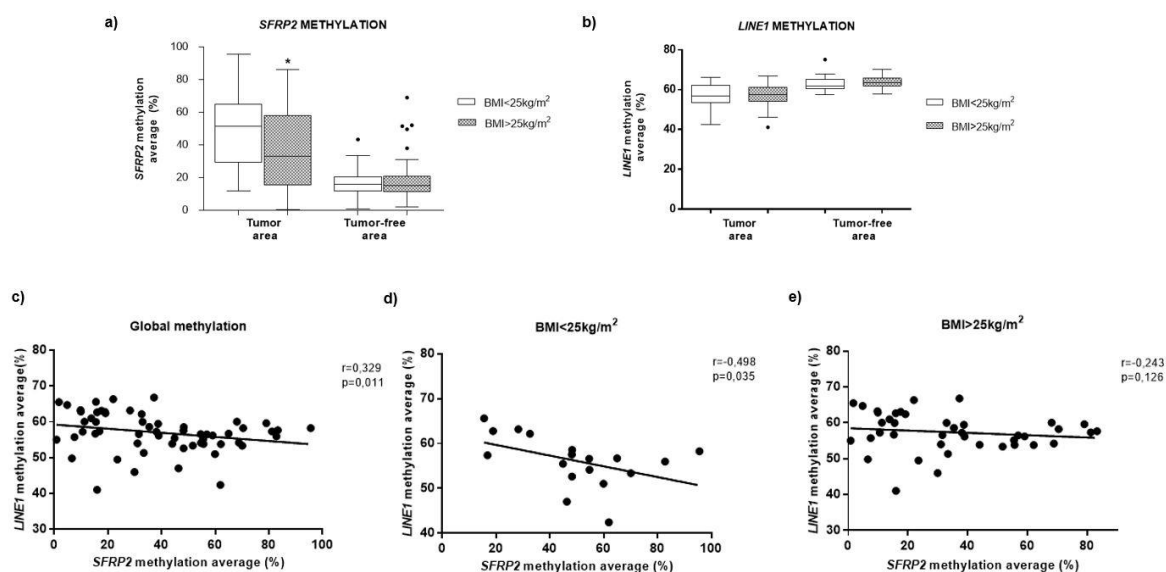 a)
SFRP2 METHYLATION
SFRP2 methylation
average (%)
100
80
60
40
20
0
*
Tumor
area
Tumor-free
area
BMI<25kg/m²
BMI>25kg/m²
b)
LINE1 METHYLATION
LINE1 methylation
average (%)
80
60
40
20
0
Tumor
area
Tumor-free
area
BMI<25kg/m²
BMI>25kg/m²
c)
Global methylation
LINE1 methylation average(%)
80
70
60
50
40
30
0
20
40
60
80
100
SFRP2 methylation average (%)
r=0,329
p=0,011
d)
BMI<25kg/m²
LINE1 methylation average (%)
80
70
60
50
40
0
20
40
60
80
100
SFRP2 methylation average (%)
r=-0,498
p=0,035
e)
BMI>25kg/m²
LINE1 methylation average (%)
80
70
60
50
40
30
0
20
40
60
80
SFRP2 methylation average (%)
r=-0,243
p=0,126